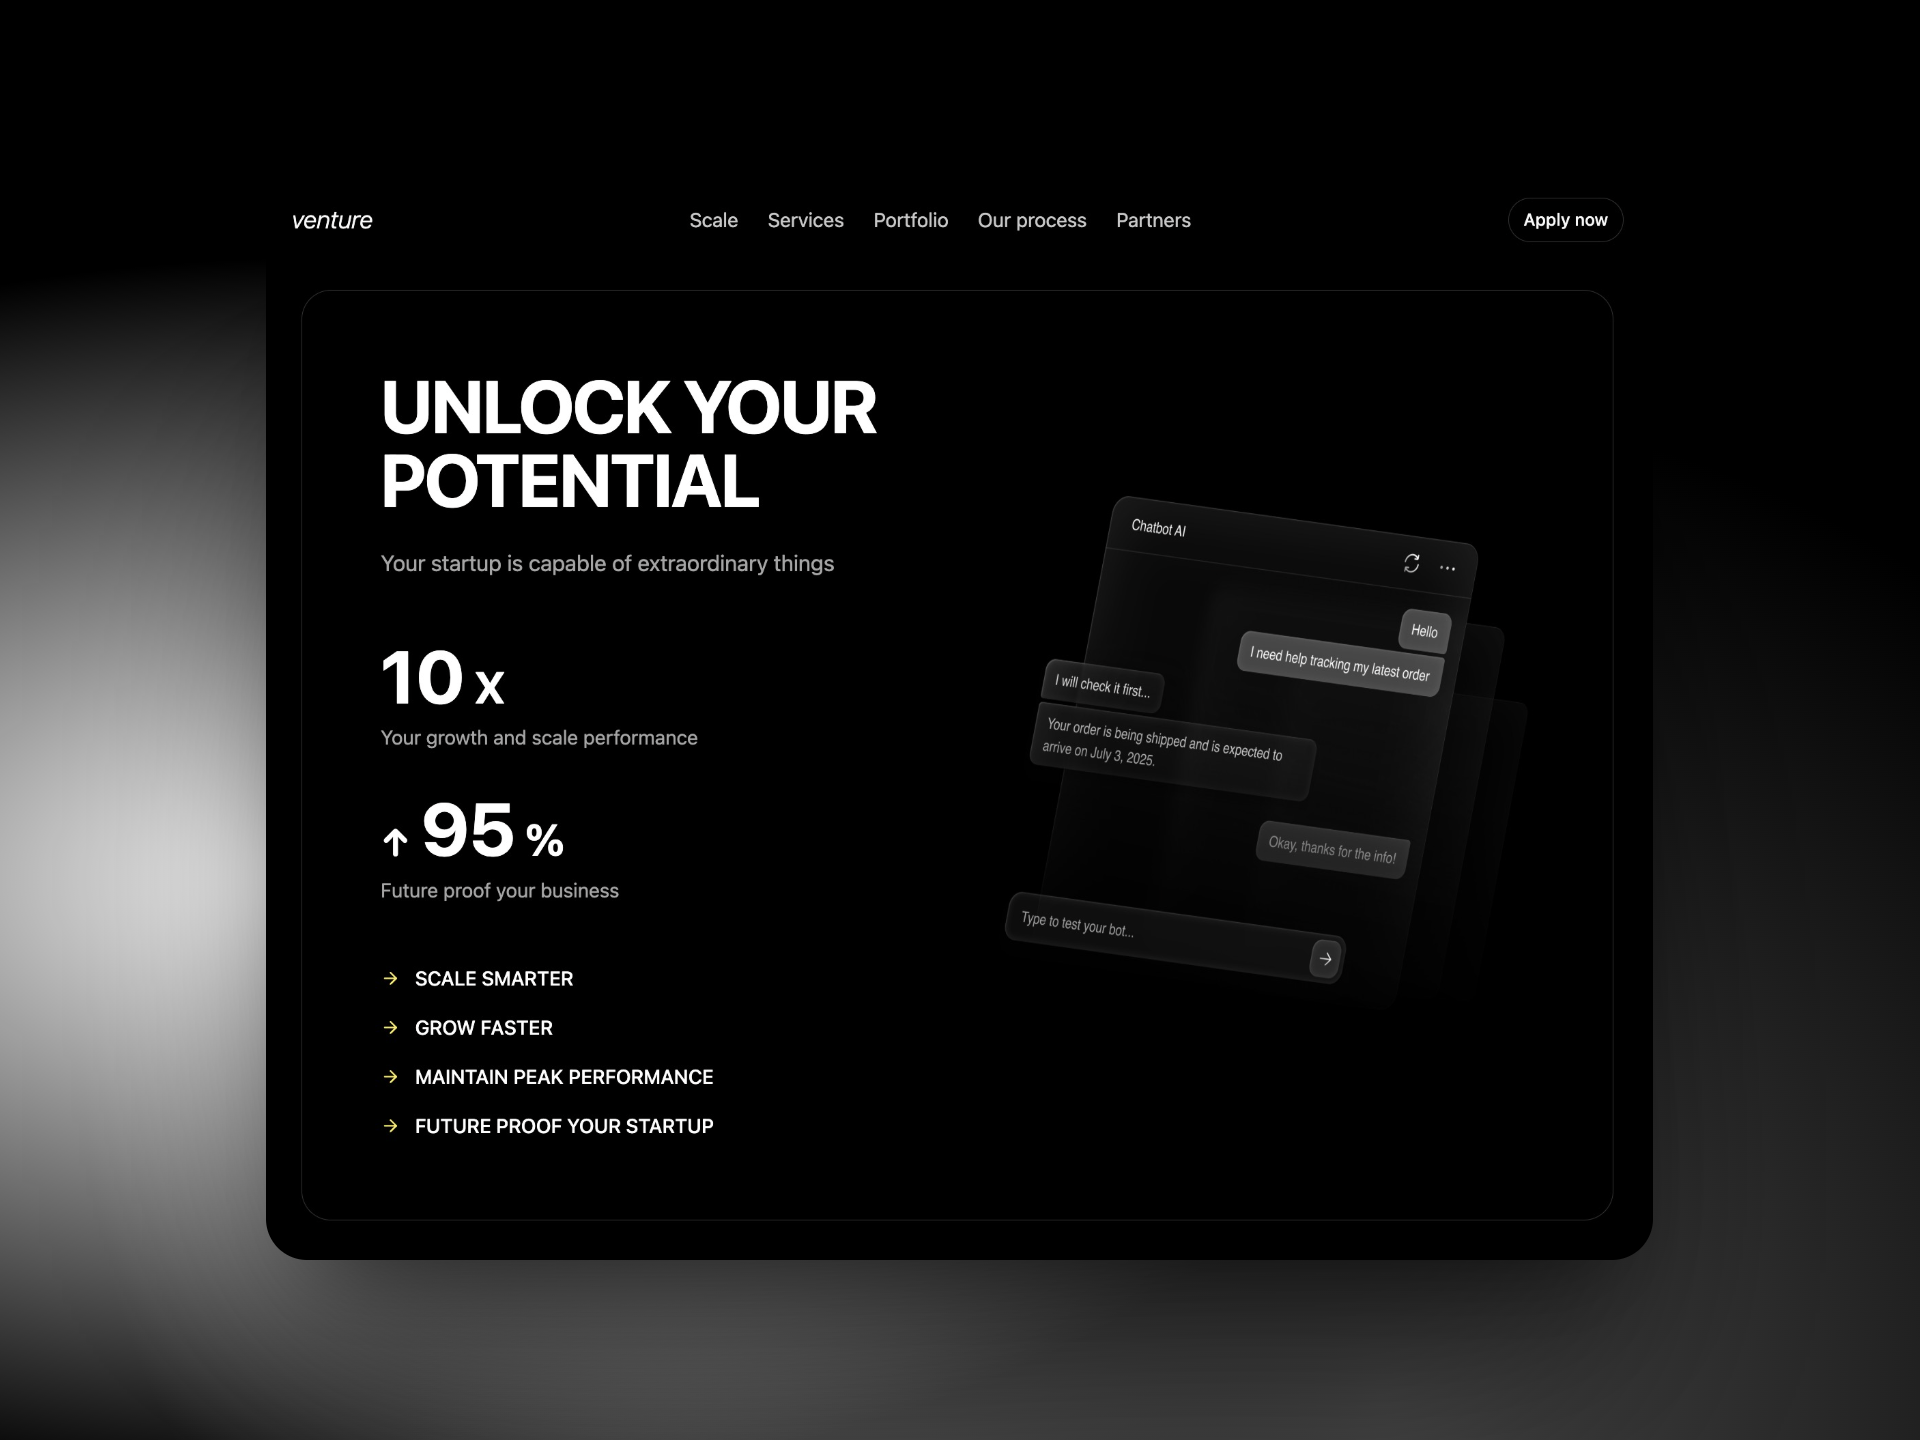 venture
Scale Services Portfolio Our process Partners
Apply now
UNLOCK YOUR
POTENTIAL
Your startup is capable of extraordinary things
10 x
Your growth and scale performance
↑ 95 %
Future proof your business
→ SCALE SMARTER
→ GROW FASTER
→ MAINTAIN PEAK PERFORMANCE
→ FUTURE PROOF YOUR STARTUP
Chatbot AI
Hello
I need help tracking my latest order
I will check it first...
Your order is being shipped and is expected to
arrive on July 3, 2025.
Okay, thanks for the info!
Type to test your bot...